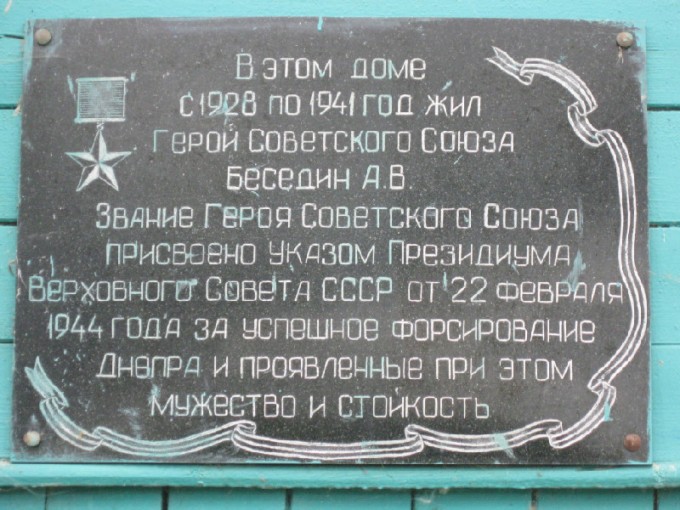 В этом доме
с 1928 по 1941 год жил
Герой Советского Союза
Беседин А.В.
Звание Героя Советского Союза
присвоено Указом Президиума
Верховного Совета СССР от 22 февраля
1944 года за успешное форсирование
Днепра и проявленные при этом
мужество и стойкость